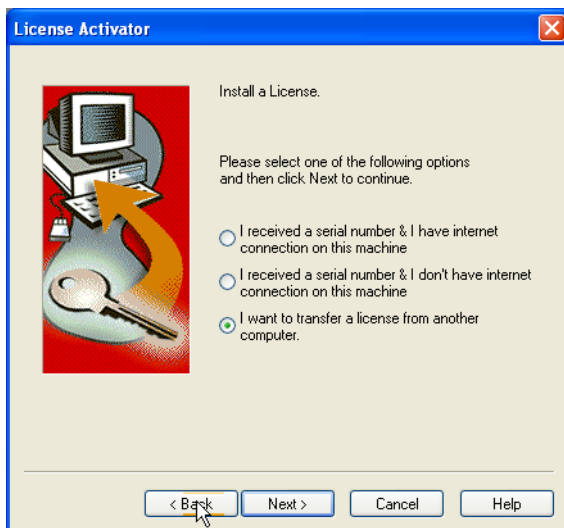 License Activator
Install a License.
Please select one of the following options
and then click Next to continue.
I received a serial number & I have internet
connection on this machine
I received a serial number & I don't have internet
connection on this machine
I want to transfer a license from another
computer.
< Back Next > Cancel Help